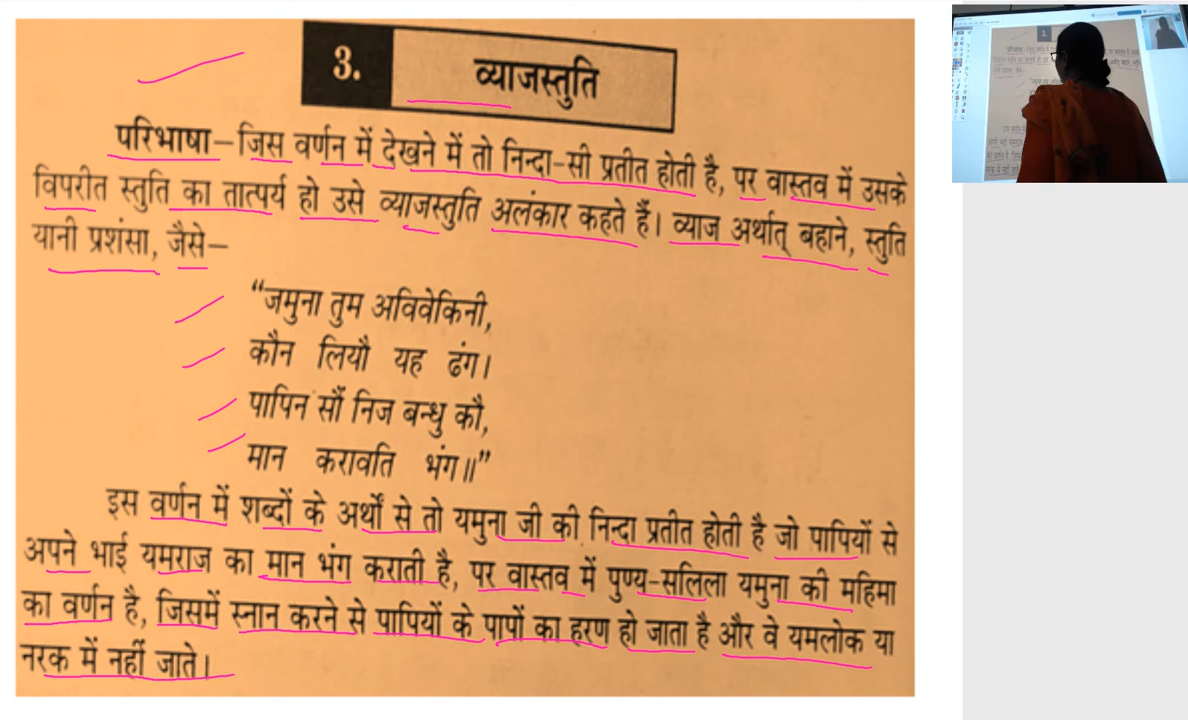 3. व्याजस्तुति
परिभाषा–जिस वर्णन में देखने में तो निन्दा-सी प्रतीत होती है, पर वास्तव में उसके
विपरीत स्तुति का तात्पर्य हो उसे व्याजस्तुति अलंकार कहते हैं। व्याज अर्थात् बहाने, स्तुति
यानी प्रशंसा, जैसे–
“जमुना तुम अविवेकिनी,
कौन लियौ यह ढंग।
पापिन सौं निज बन्धु कौ,
मान करावति भंग॥”
इस वर्णन में शब्दों के अर्थों से तो यमुना जी की निन्दा प्रतीत होती है जो पापियों से
अपने भाई यमराज का मान भंग कराती है, पर वास्तव में पुण्य-सलिला यमुना की महिमा
का वर्णन है, जिसमें स्नान करने से पापियों के पापों का हरण हो जाता है और वे यमलोक या
नरक में नहीं जाते।